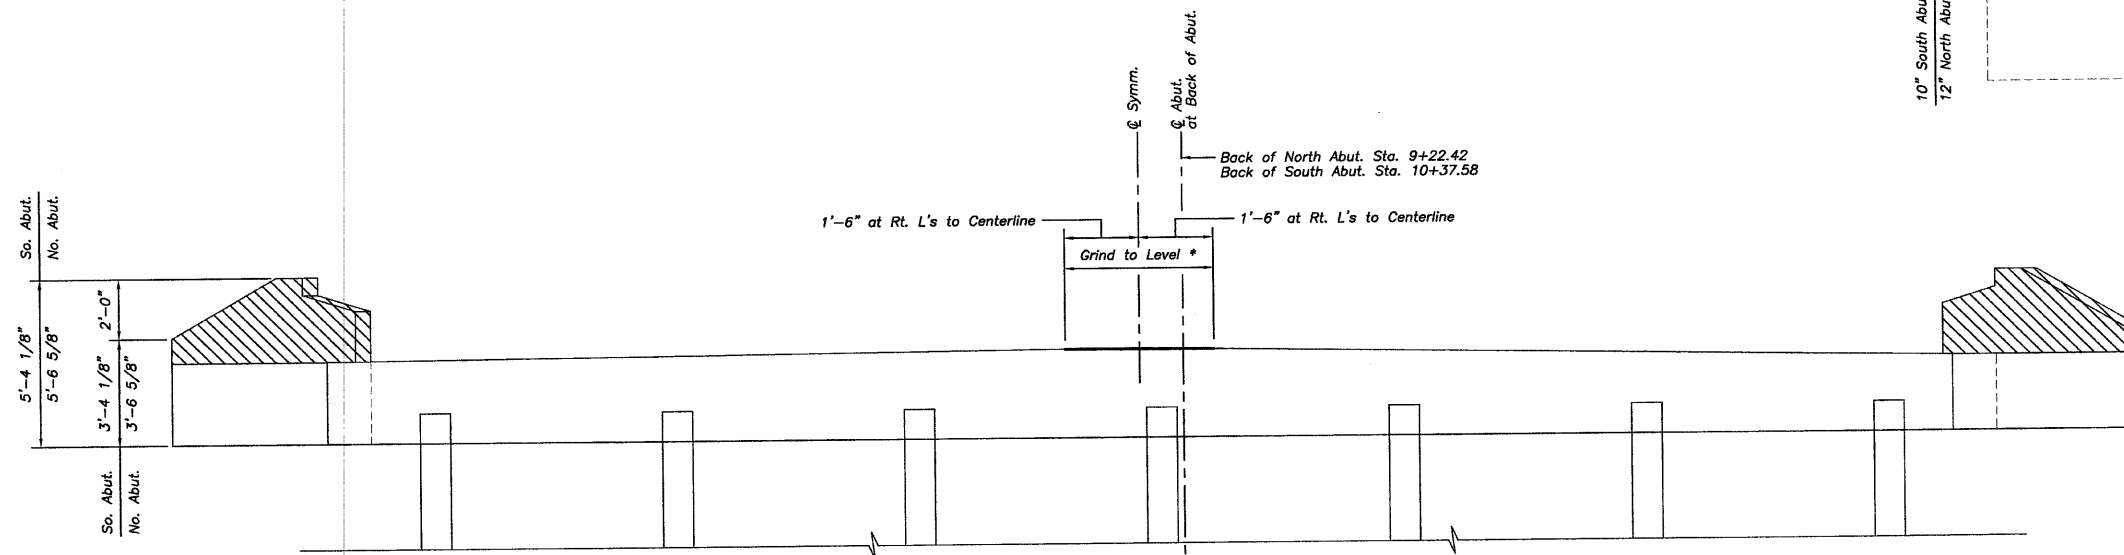 10" South Abu
12" North Abu
℄ Symm.
℄ Abut.
at Back of Abut.
Back of North Abut. Sta. 9+22.42
Back of South Abut. Sta. 10+37.58
1'-6" at Rt. L's to Centerline
1'-6" at Rt. L's to Centerline
Grind to Level *
So. Abut.
No. Abut.
5'-4 1/8"
5'-6 5/8"
2'-0"
3'-4 1/8"
3'-6 5/8"
So. Abut.
No. Abut.